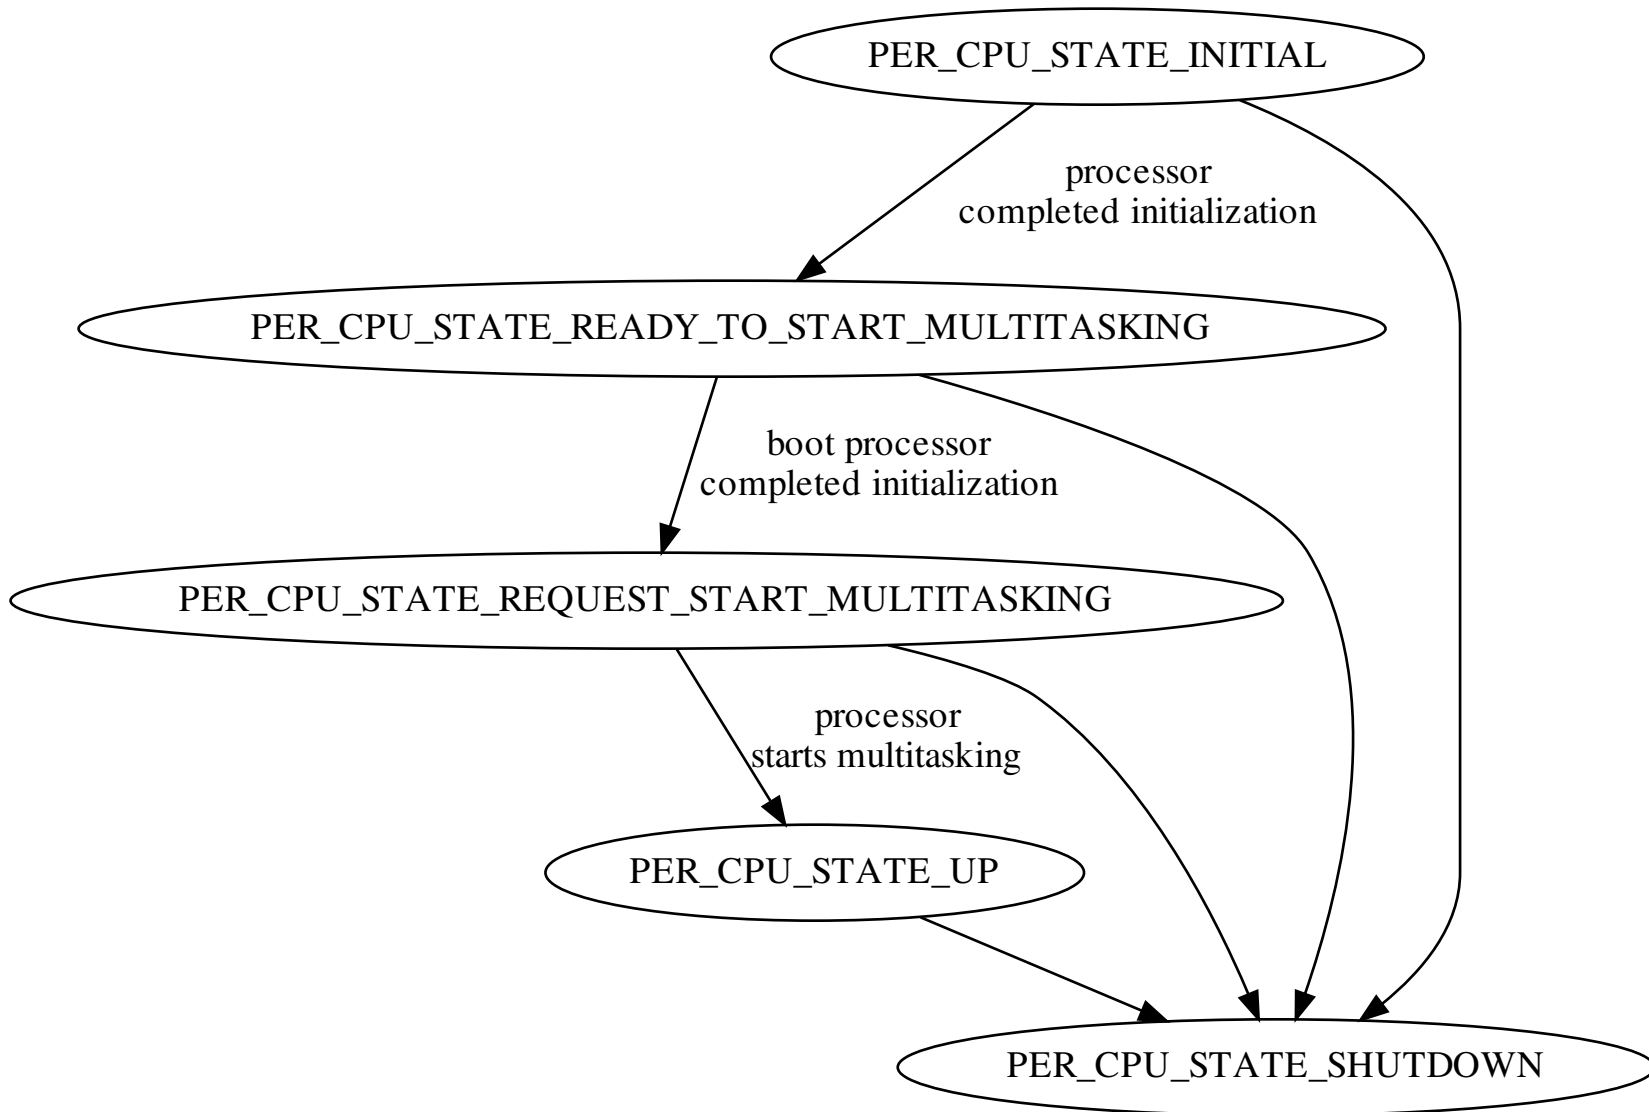 PER_CPU_STATE_INITIAL
processor
completed initialization
PER_CPU_STATE_READY_TO_START_MULTITASKING
boot processor
completed initialization
PER_CPU_STATE_REQUEST_START_MULTITASKING
processor
starts multitasking
PER_CPU_STATE_UP
PER_CPU_STATE_SHUTDOWN